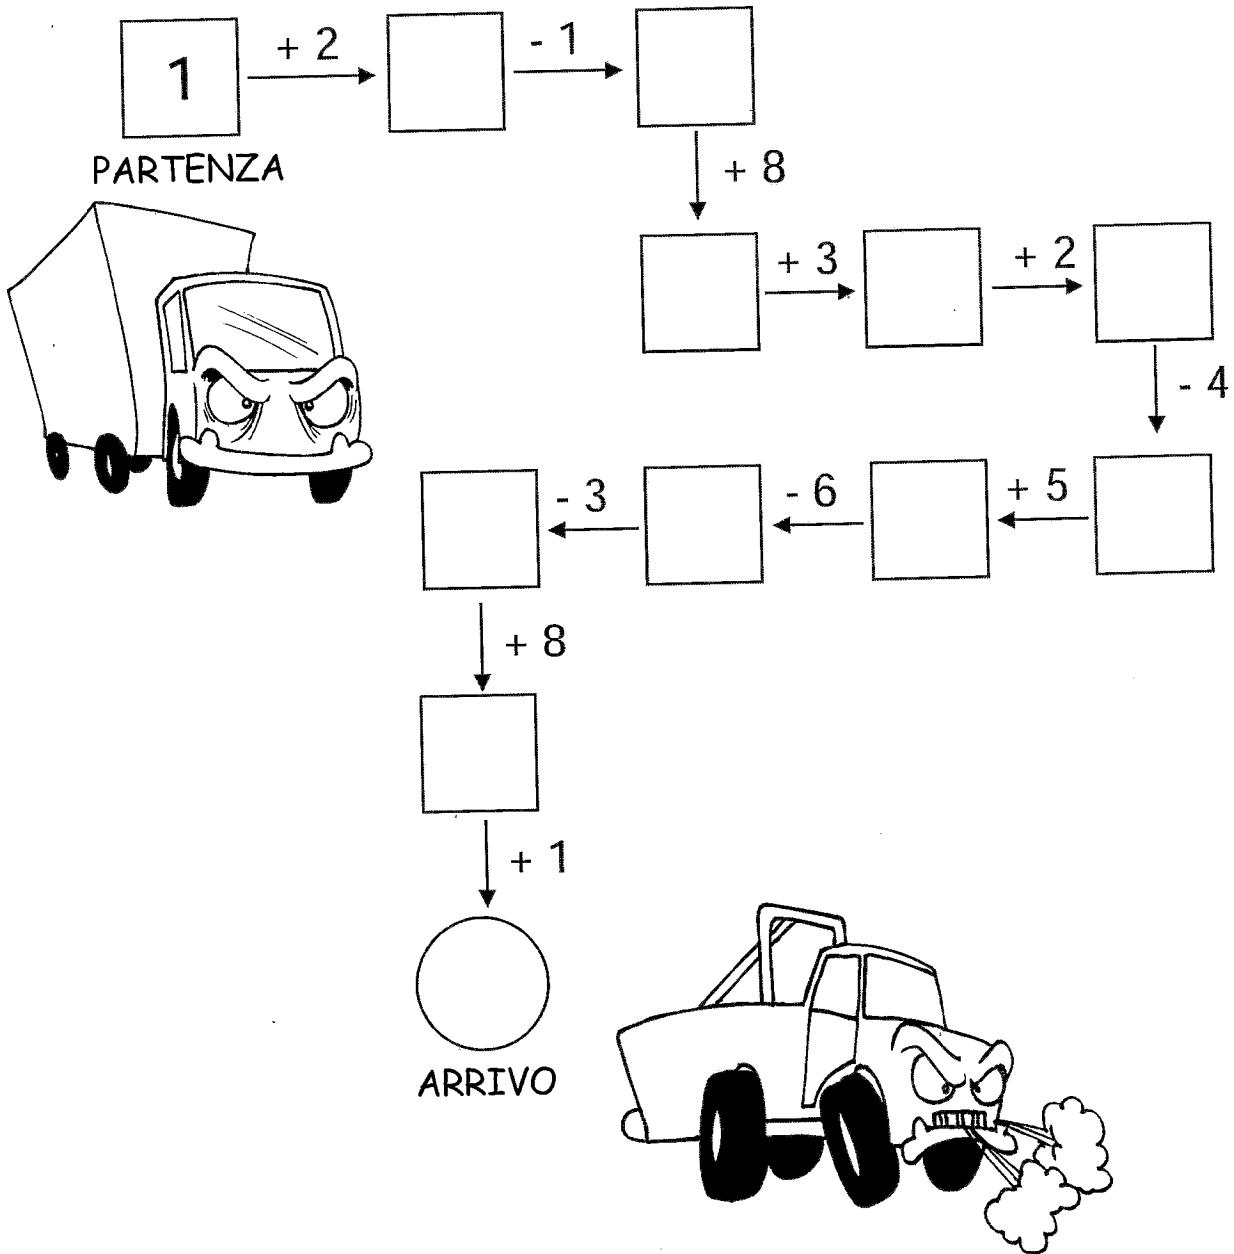 1 + 2 - 1
PARTENZA
+ 8
+ 3 + 2
- 4
- 3 - 6 + 5
+ 8
+ 1
ARRIVO